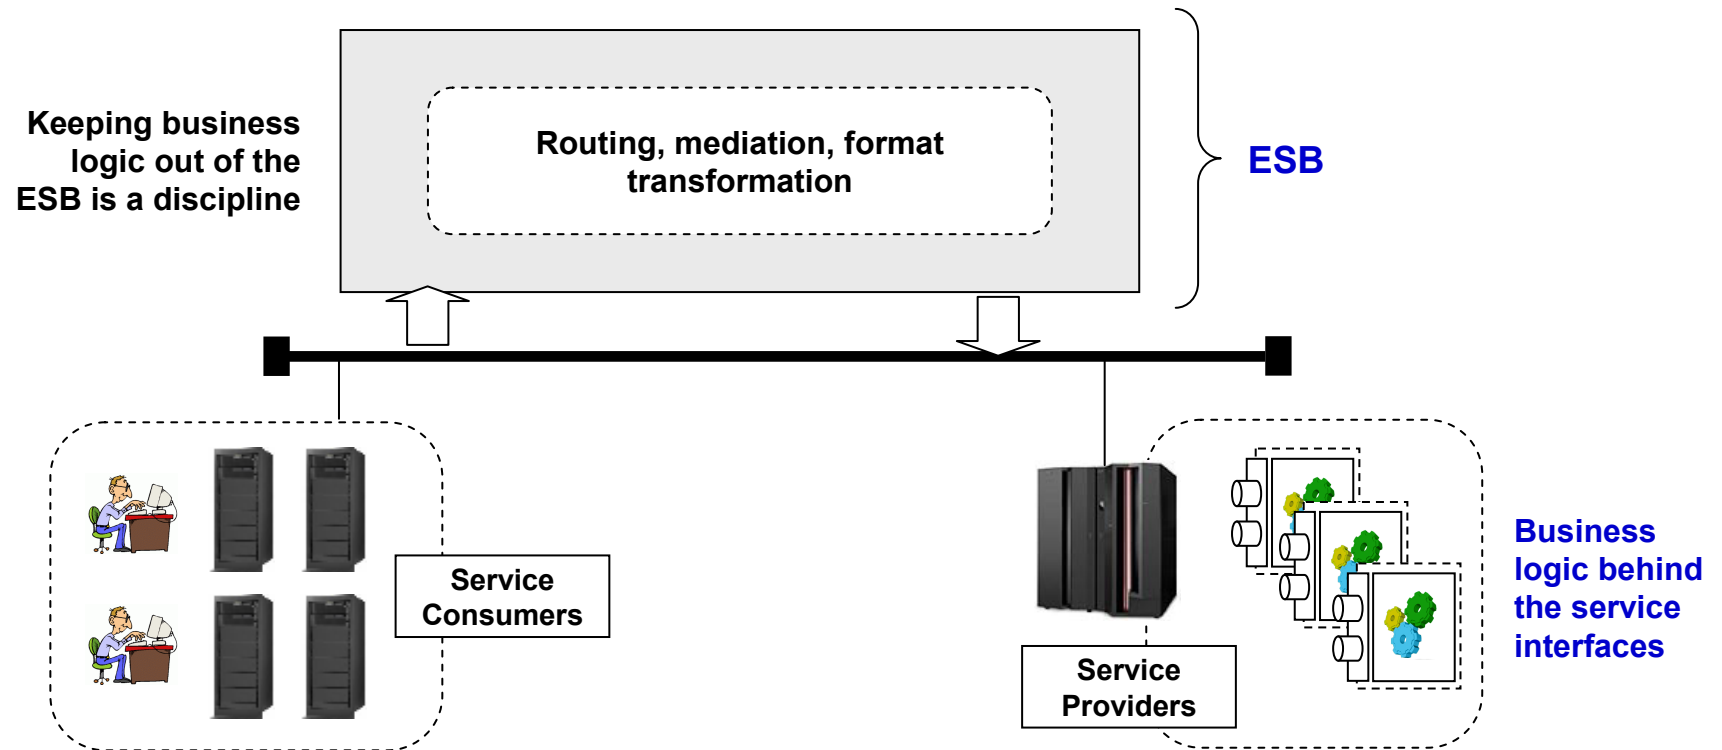 Keeping business
logic out of the
ESB is a discipline
Routing, mediation, format
transformation
ESB
Service
Consumers
Service
Providers
Business
logic behind
the service
interfaces